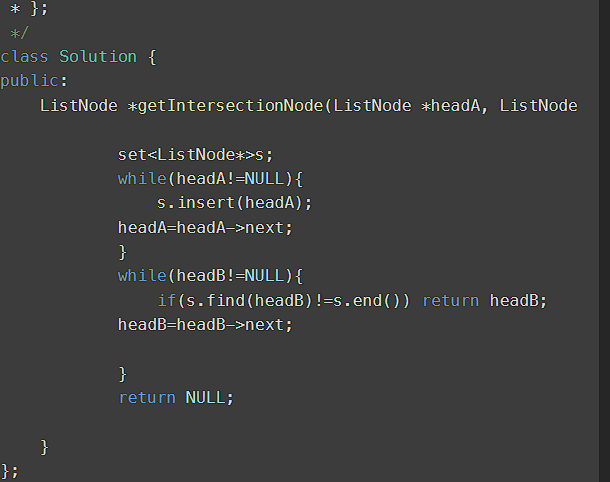 * };
*/
class Solution {
public:
ListNode *getIntersectionNode(ListNode *headA, ListNode
set<ListNode*>s;
while(headA!=NULL){
s.insert(headA);
headA=headA->next;
}
while(headB!=NULL){
if(s.find(headB)!=s.end()) return headB;
headB=headB->next;
}
return NULL;
}
};